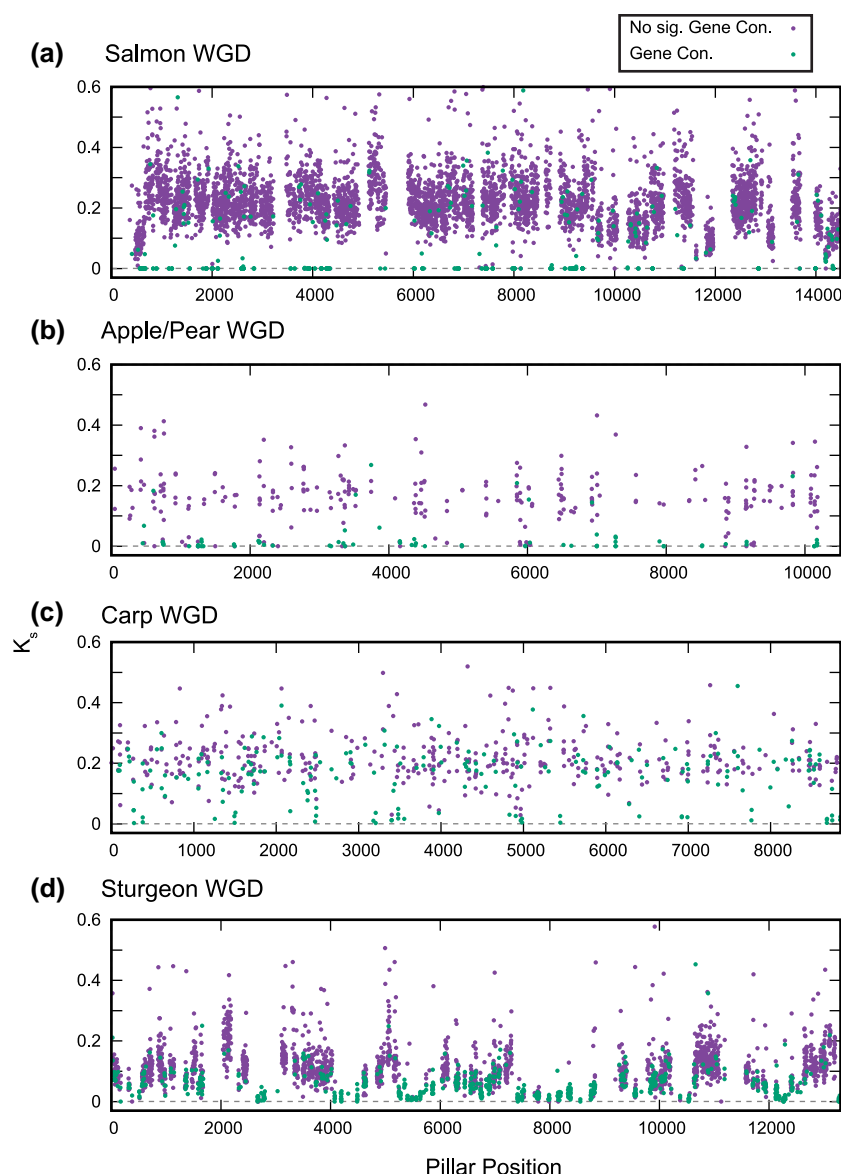 No sig. Gene Con.
Gene Con.
(a) Salmon WGD
0.6
0.4
0.2
0
0 2000 4000 6000 8000 10000 12000 14000
(b) Apple/Pear WGD
0.6
0.4
0.2
0
0 2000 4000 6000 8000 10000
(c) Carp WGD
Ks
0.6
0.4
0.2
0
0 1000 2000 3000 4000 5000 6000 7000 8000
(d) Sturgeon WGD
0.6
0.4
0.2
0
0 2000 4000 6000 8000 10000 12000
Pillar Position